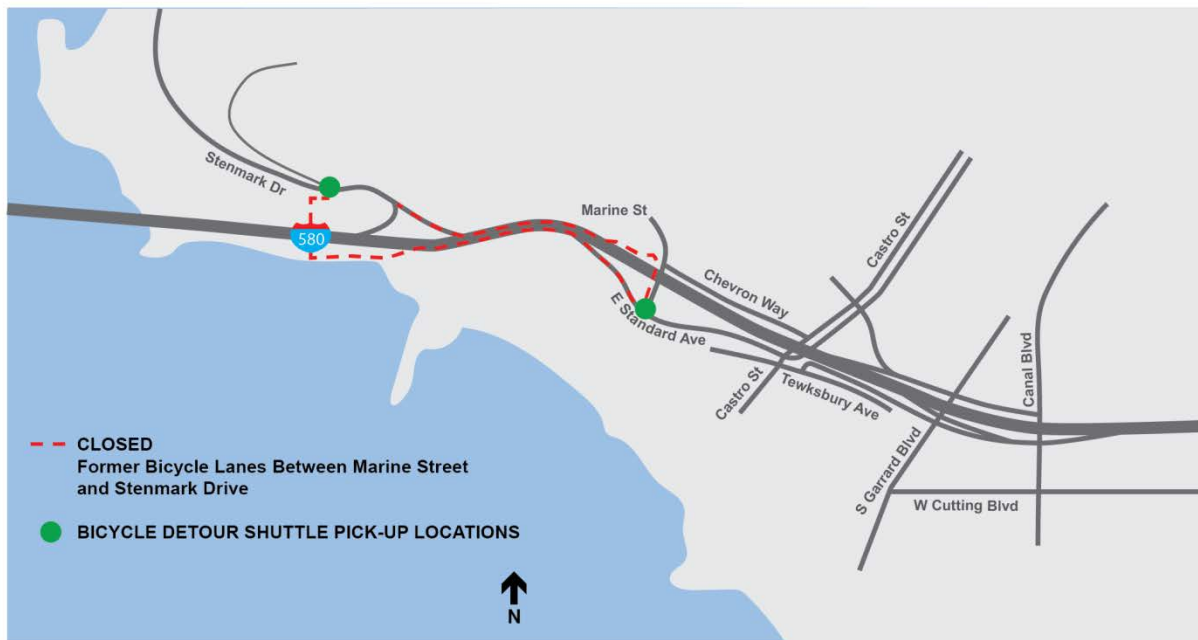 Stenmark Dr
580
Marine St
Castro St
Chevron Way
E Standard Ave
Castro St
Tewksbury Ave
Canal Blvd
S Garrard Blvd
W Cutting Blvd
CLOSED
Former Bicycle Lanes Between Marine Street
and Stenmark Drive
BICYCLE DETOUR SHUTTLE PICK-UP LOCATIONS
N